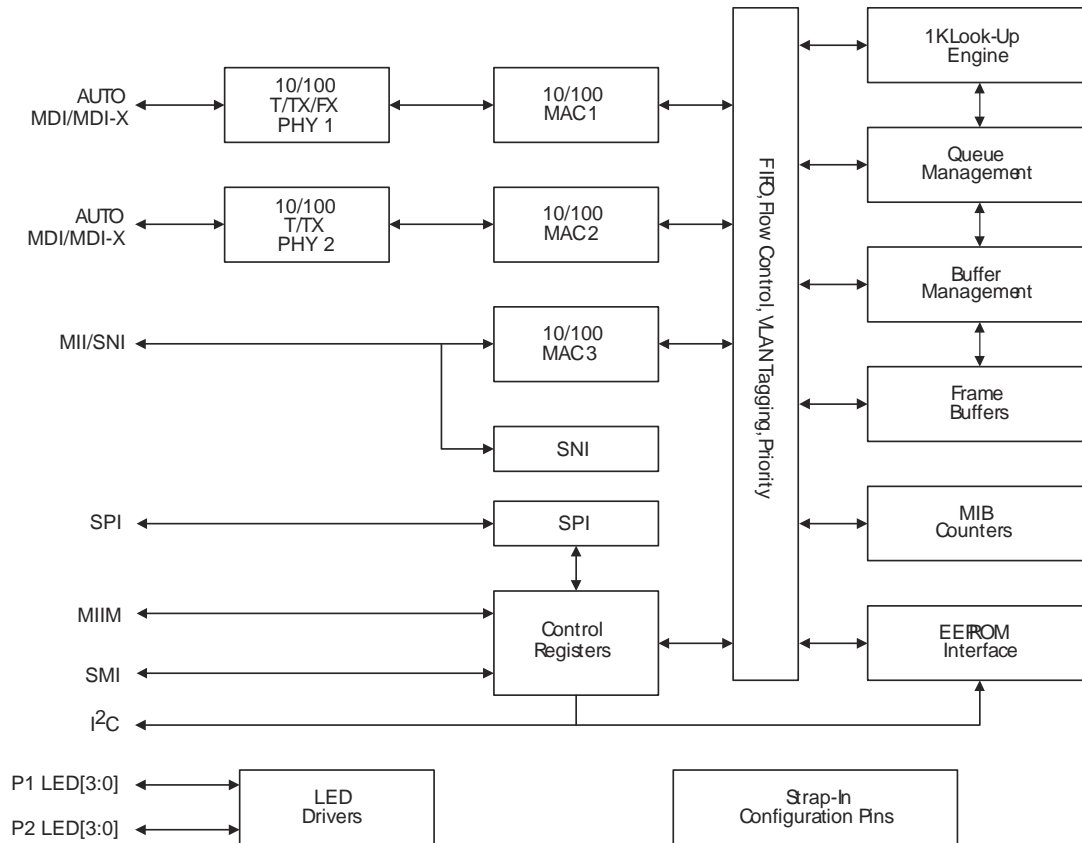 AUTO
MDI/MDI-X
10/100
T/TX/FX
PHY 1
10/100
MAC1
1K Look-Up
Engine
Queue
Management
AUTO
MDI/MDI-X
10/100
T/TX
PHY 2
10/100
MAC2
FIFO, Flow Control, VLAN Tagging, Priority
Buffer
Management
MII/SNI
10/100
MAC3
Frame
Buffers
SNI
SPI
SPI
MIB
Counters
MIIM
SMI
Control
Registers
EEPROM
Interface
I²C
P1 LED[3:0]
P2 LED[3:0]
LED
Drivers
Strap-In
Configuration Pins